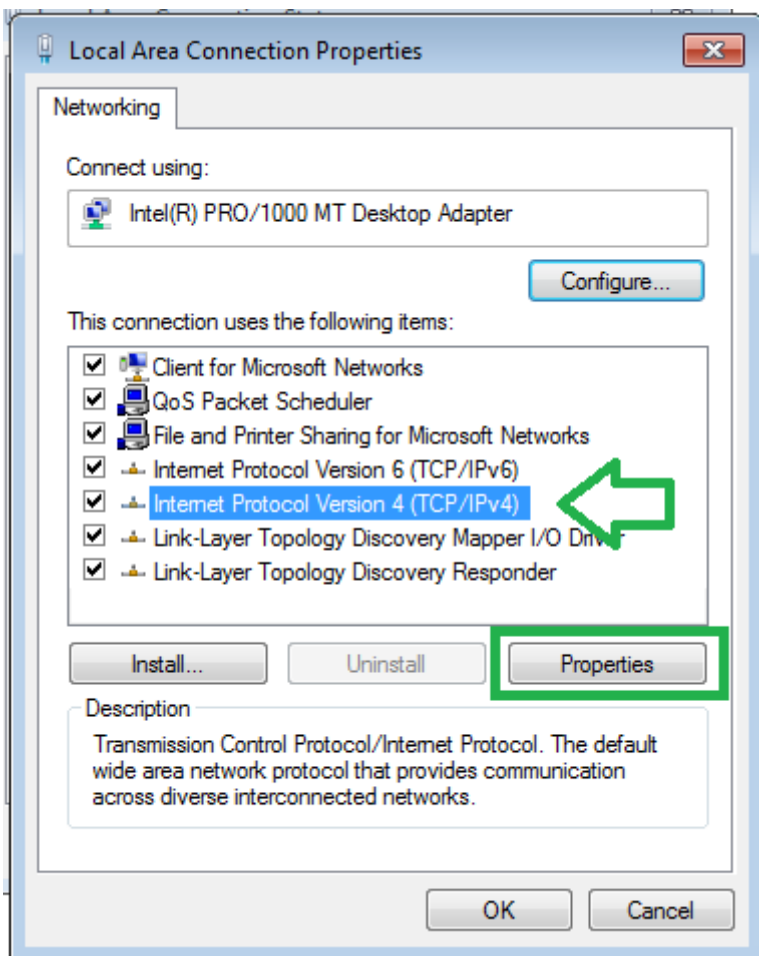 Local Area Connection Properties
Networking
Connect using:
Intel(R) PRO/1000 MT Desktop Adapter
Configure...
This connection uses the following items:
Client for Microsoft Networks
QoS Packet Scheduler
File and Printer Sharing for Microsoft Networks
Internet Protocol Version 6 (TCP/IPv6)
Internet Protocol Version 4 (TCP/IPv4)
Link-Layer Topology Discovery Mapper I/O Driver
Link-Layer Topology Discovery Responder
Install...
Uninstall
Properties
Description
Transmission Control Protocol/Internet Protocol. The default
wide area network protocol that provides communication
across diverse interconnected networks.
OK
Cancel